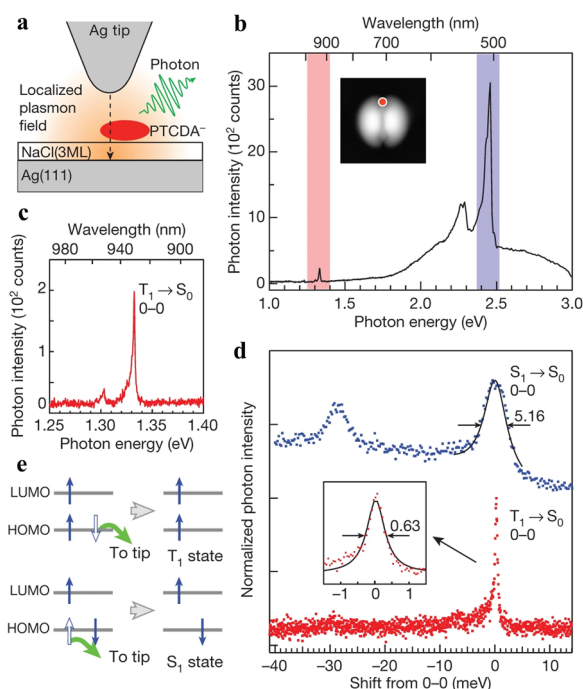 a
Ag tip
Photon
Localized
plasmon
field
PTCDA⁻
NaCl(3ML)
Ag(111)
b
Wavelength (nm)
900 700 500
Photon intensity (10² counts)
30
20
10
0
1.0 1.5 2.0 2.5 3.0
Photon energy (eV)
c
Wavelength (nm)
980 940 900
Photon intensity (10² counts)
2
1
0
T₁→S₀
0–0
1.25 1.30 1.35 1.40
Photon energy (eV)
d
Normalized photon intensity
S₁→S₀
0–0
5.16
T₁→S₀
0–0
0.63
−1 0 1
−40 −30 −20 −10 0 10
Shift from 0–0 (meV)
e
LUMO
HOMO
To tip
T₁ state
LUMO
HOMO
To tip
S₁ state